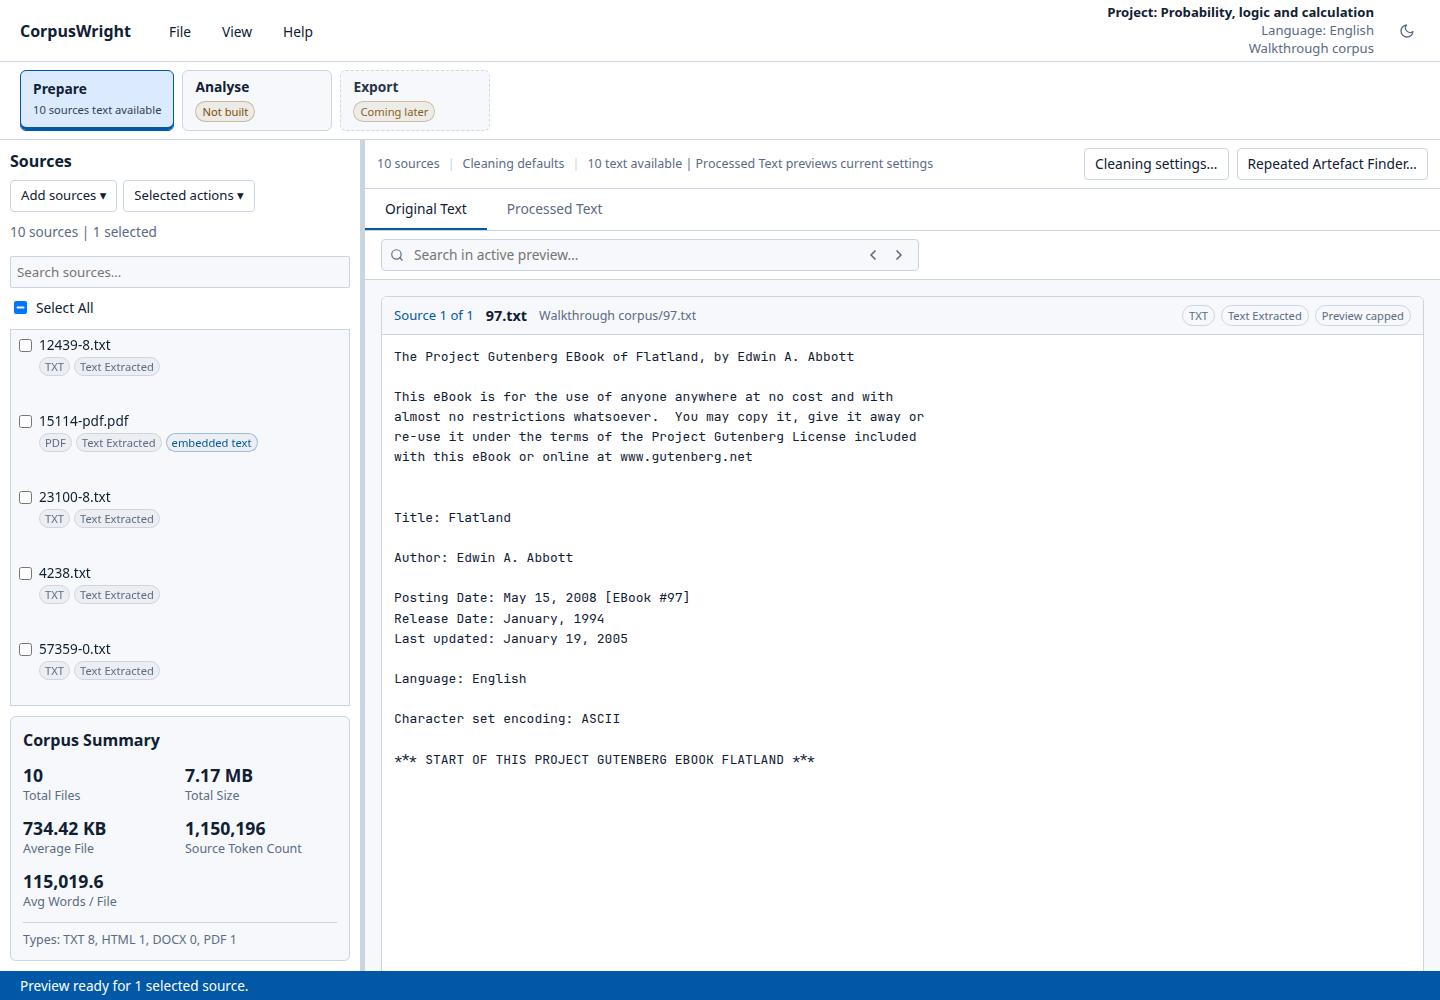 CorpusWright
File
View
Help
Project: Probability, logic and calculation
Language: English
Walkthrough corpus
Prepare
10 sources text available
Analyse
Not built
Export
Coming later
Sources
Add sources ▾
Selected actions ▾
10 sources | 1 selected
Search sources...
Select All
12439-8.txt
TXT
Text Extracted
15114-pdf.pdf
PDF
Text Extracted
embedded text
23100-8.txt
TXT
Text Extracted
4238.txt
TXT
Text Extracted
57359-0.txt
TXT
Text Extracted
Corpus Summary
10
Total Files
7.17 MB
Total Size
734.42 KB
Average File
1,150,196
Source Token Count
115,019.6
Avg Words / File
Types: TXT 8, HTML 1, DOCX 0, PDF 1
10 sources | Cleaning defaults | 10 text available | Processed Text previews current settings
Cleaning settings...
Repeated Artefact Finder...
Original Text
Processed Text
Search in active preview...
Source 1 of 1 97.txt Walkthrough corpus/97.txt
TXT
Text Extracted
Preview capped
The Project Gutenberg EBook of Flatland, by Edwin A. Abbott
This eBook is for the use of anyone anywhere at no cost and with
almost no restrictions whatsoever.  You may copy it, give it away or
re-use it under the terms of the Project Gutenberg License included
with this eBook or online at www.gutenberg.net
Title: Flatland
Author: Edwin A. Abbott
Posting Date: May 15, 2008 [EBook #97]
Release Date: January, 1994
Last updated: January 19, 2005
Language: English
Character set encoding: ASCII
*** START OF THIS PROJECT GUTENBERG EBOOK FLATLAND ***
Preview ready for 1 selected source.